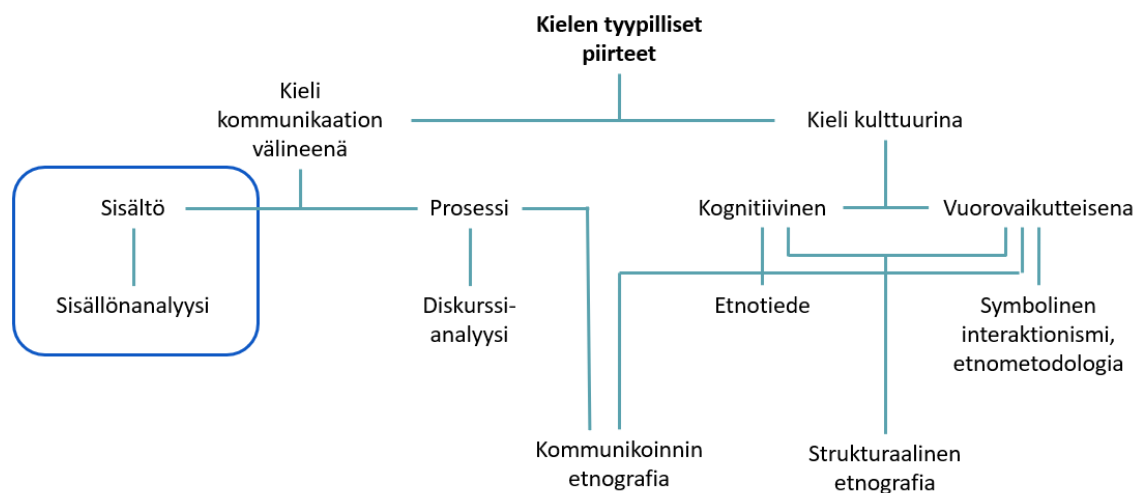 Kielen tyypilliset
piirteet
Kieli
kommunikaation
välineenä
Kieli kulttuurina
Sisältö
Prosessi
Kognitiivinen
Vuorovaikutteisena
Sisällönanalyysi
Diskurssi-
analyysi
Etnotiede
Symbolinen
interaktionismi,
etnometodologia
Kommunikoinnin
etnografia
Strukturaalinen
etnografia